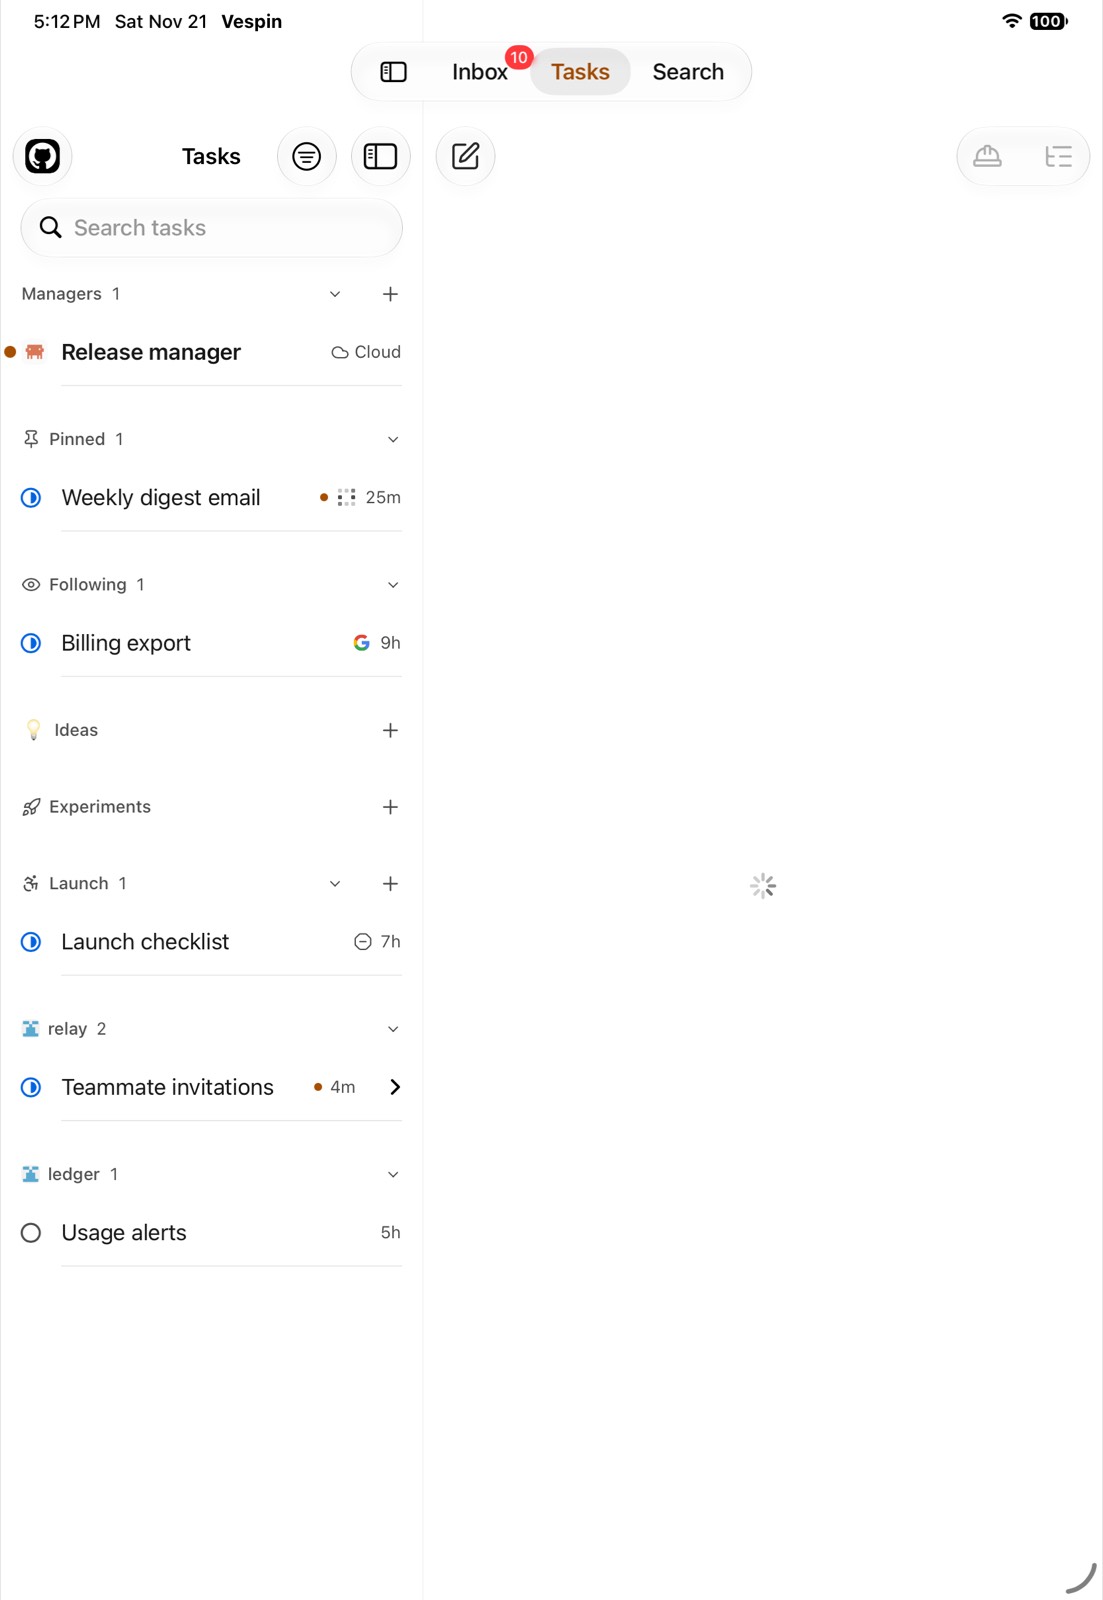 5:12 PM Sat Nov 21 Vespin
100
Inbox 10 Tasks Search
Tasks
Search tasks
Managers 1
Release manager Cloud
Pinned 1
Weekly digest email 25m
Following 1
Billing export G 9h
Ideas
Experiments
Launch 1
Launch checklist 7h
relay 2
Teammate invitations 4m
ledger 1
Usage alerts 5h